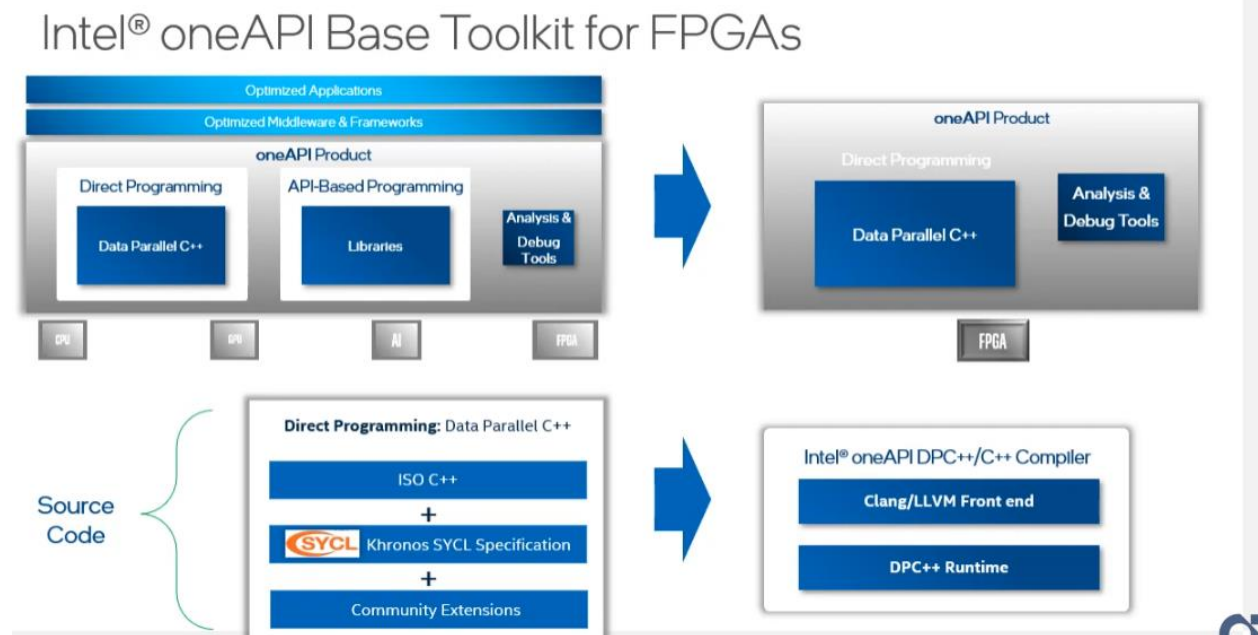 Intel® oneAPI Base Toolkit for FPGAs
Optimized Applications
Optimized Middleware & Frameworks
oneAPI Product
Direct Programming
Data Parallel C++
API-Based Programming
Libraries
Analysis &
Debug
Tools
CPU
GPU
AI
FPGA
oneAPI Product
Direct Programming
Data Parallel C++
Analysis &
Debug Tools
FPGA
Source
Code
Direct Programming: Data Parallel C++
ISO C++
+
SYCL Khronos SYCL Specification
+
Community Extensions
Intel® oneAPI DPC++/C++ Compiler
Clang/LLVM Front end
DPC++ Runtime